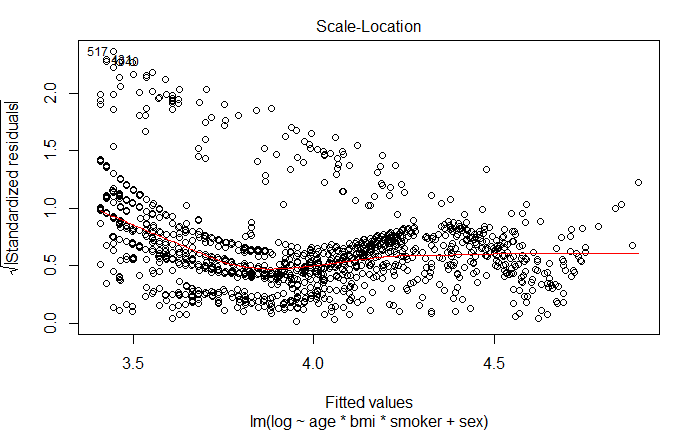 Scale-Location
√|Standardized residuals|
2.0
1.5
1.0
0.5
0.0
517
3.5
4.0
4.5
Fitted values
lm(log ~ age * bmi * smoker + sex)